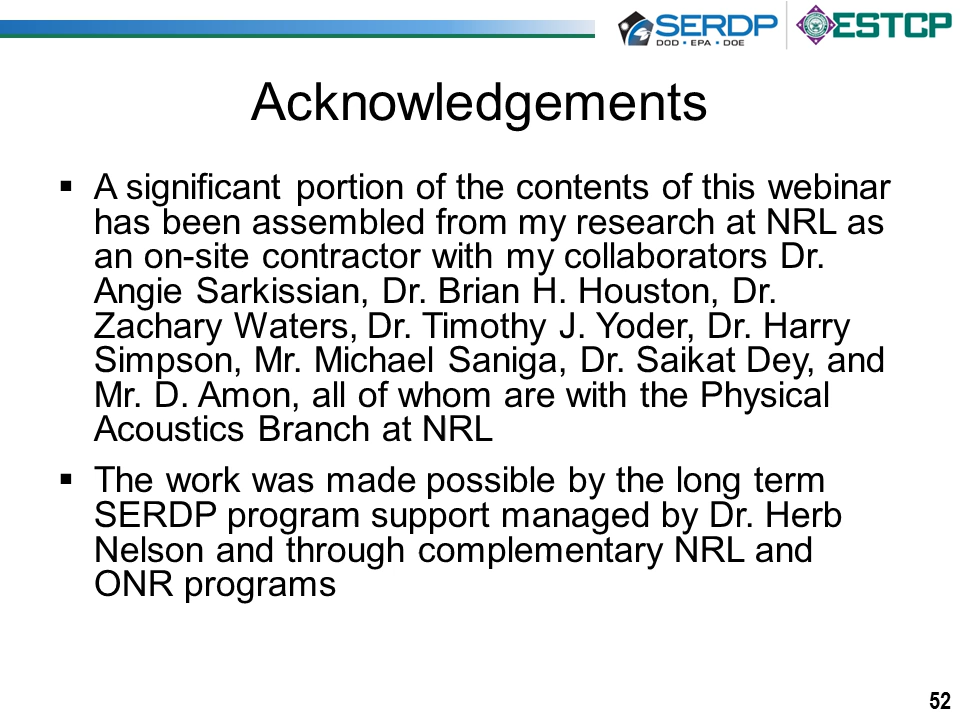 SERDP
DOD • EPA • DOE
ESTCP
Acknowledgements
▪ A significant portion of the contents of this webinar
has been assembled from my research at NRL as
an on-site contractor with my collaborators Dr.
Angie Sarkissian, Dr. Brian H. Houston, Dr.
Zachary Waters, Dr. Timothy J. Yoder, Dr. Harry
Simpson, Mr. Michael Saniga, Dr. Saikat Dey, and
Mr. D. Amon, all of whom are with the Physical
Acoustics Branch at NRL
▪ The work was made possible by the long term
SERDP program support managed by Dr. Herb
Nelson and through complementary NRL and
ONR programs
52